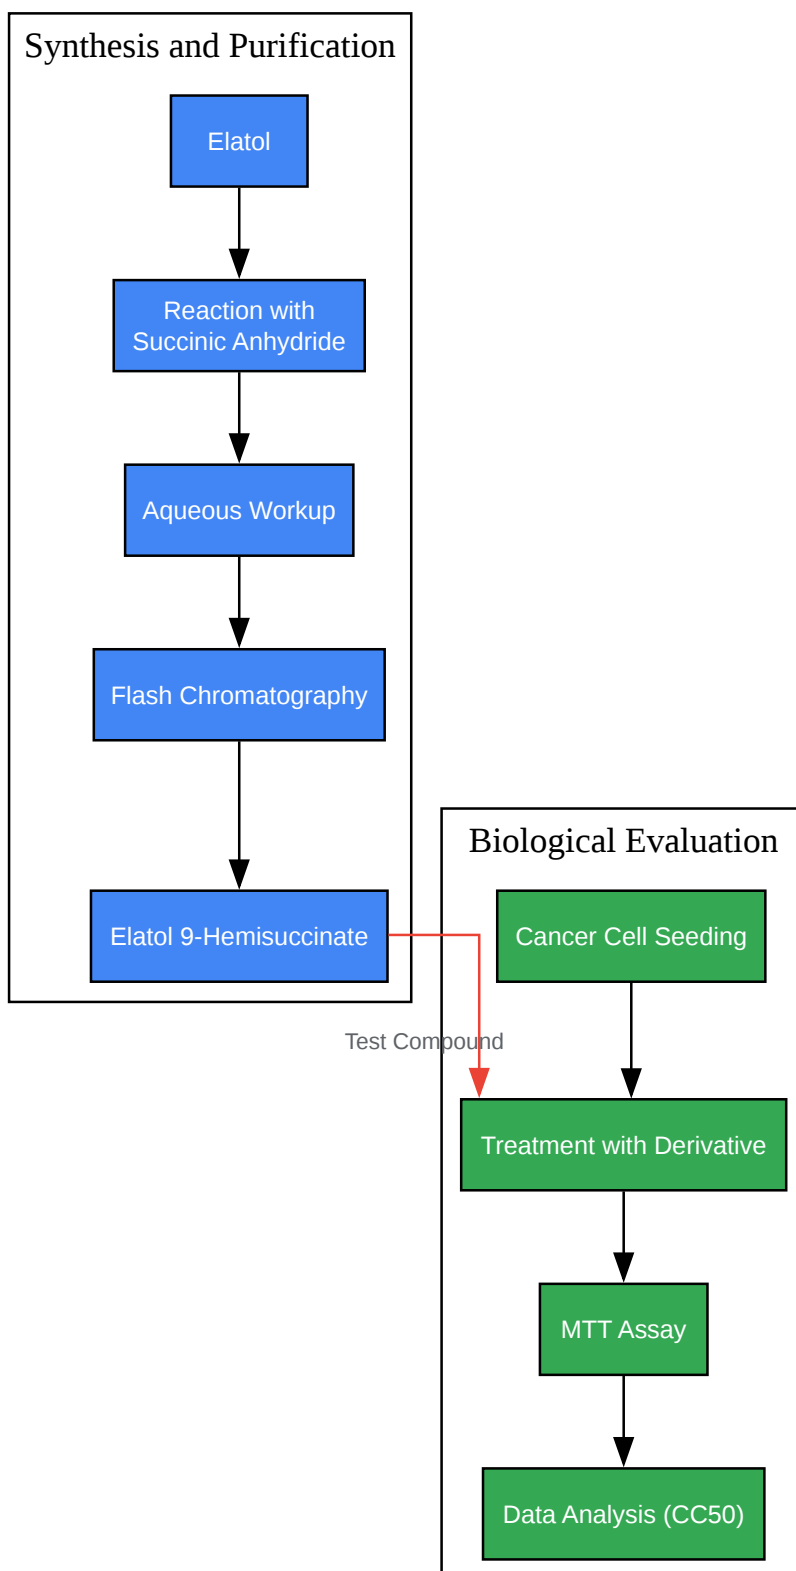 Synthesis and Purification
Elatol
Reaction with
Succinic Anhydride
Aqueous Workup
Flash Chromatography
Elatol 9-Hemisuccinate
Test Compound
Biological Evaluation
Cancer Cell Seeding
Treatment with Derivative
MTT Assay
Data Analysis (CC50)